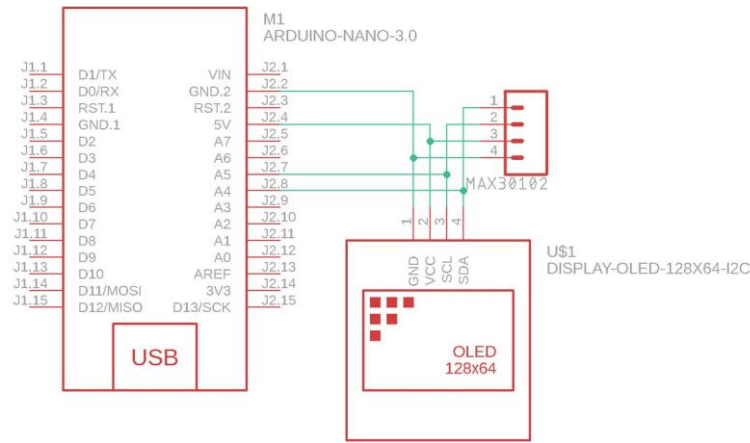 M1
ARDUINO-NANO-3.0
J1.1 D1/TX VIN J2.1
J1.2 D0/RX GND.2 J2.2
J1.3 RST.1 RST.2 J2.3
J1.4 GND.1 5V J2.4
J1.5 D2 A7 J2.5
J1.6 D3 A6 J2.6
J1.7 D4 A5 J2.7
J1.8 D5 A4 J2.8
J1.9 D6 A3 J2.9
J1.10 D7 A2 J2.10
J1.11 D8 A1 J2.11
J1.12 D9 A0 J2.12
J1.13 D10 AREF J2.13
J1.14 D11/MOSI 3V3 J2.14
J1.15 D12/MISO D13/SCK J2.15
USB
1
2
3
4
MAX30102
1 2 3 4
GND VCC SCL SDA
U$1
DISPLAY-OLED-128X64-I2C
OLED
128x64